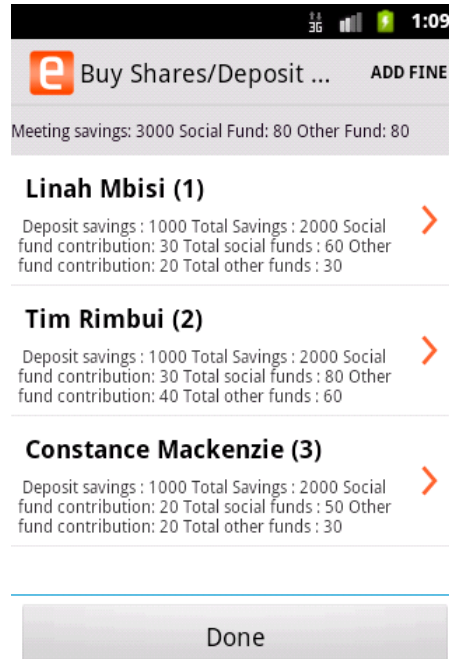 3G 1:09
e Buy Shares/Deposit ... ADD FINE
Meeting savings: 3000 Social Fund: 80 Other Fund: 80
Linah Mbisi (1)
Deposit savings : 1000 Total Savings : 2000 Social
fund contribution: 30 Total social funds : 60 Other
fund contribution: 20 Total other funds : 30
Tim Rimbui (2)
Deposit savings : 1000 Total Savings : 2000 Social
fund contribution: 30 Total social funds : 80 Other
fund contribution: 40 Total other funds : 60
Constance Mackenzie (3)
Deposit savings : 1000 Total Savings : 2000 Social
fund contribution: 20 Total social funds : 50 Other
fund contribution: 20 Total other funds : 30
Done